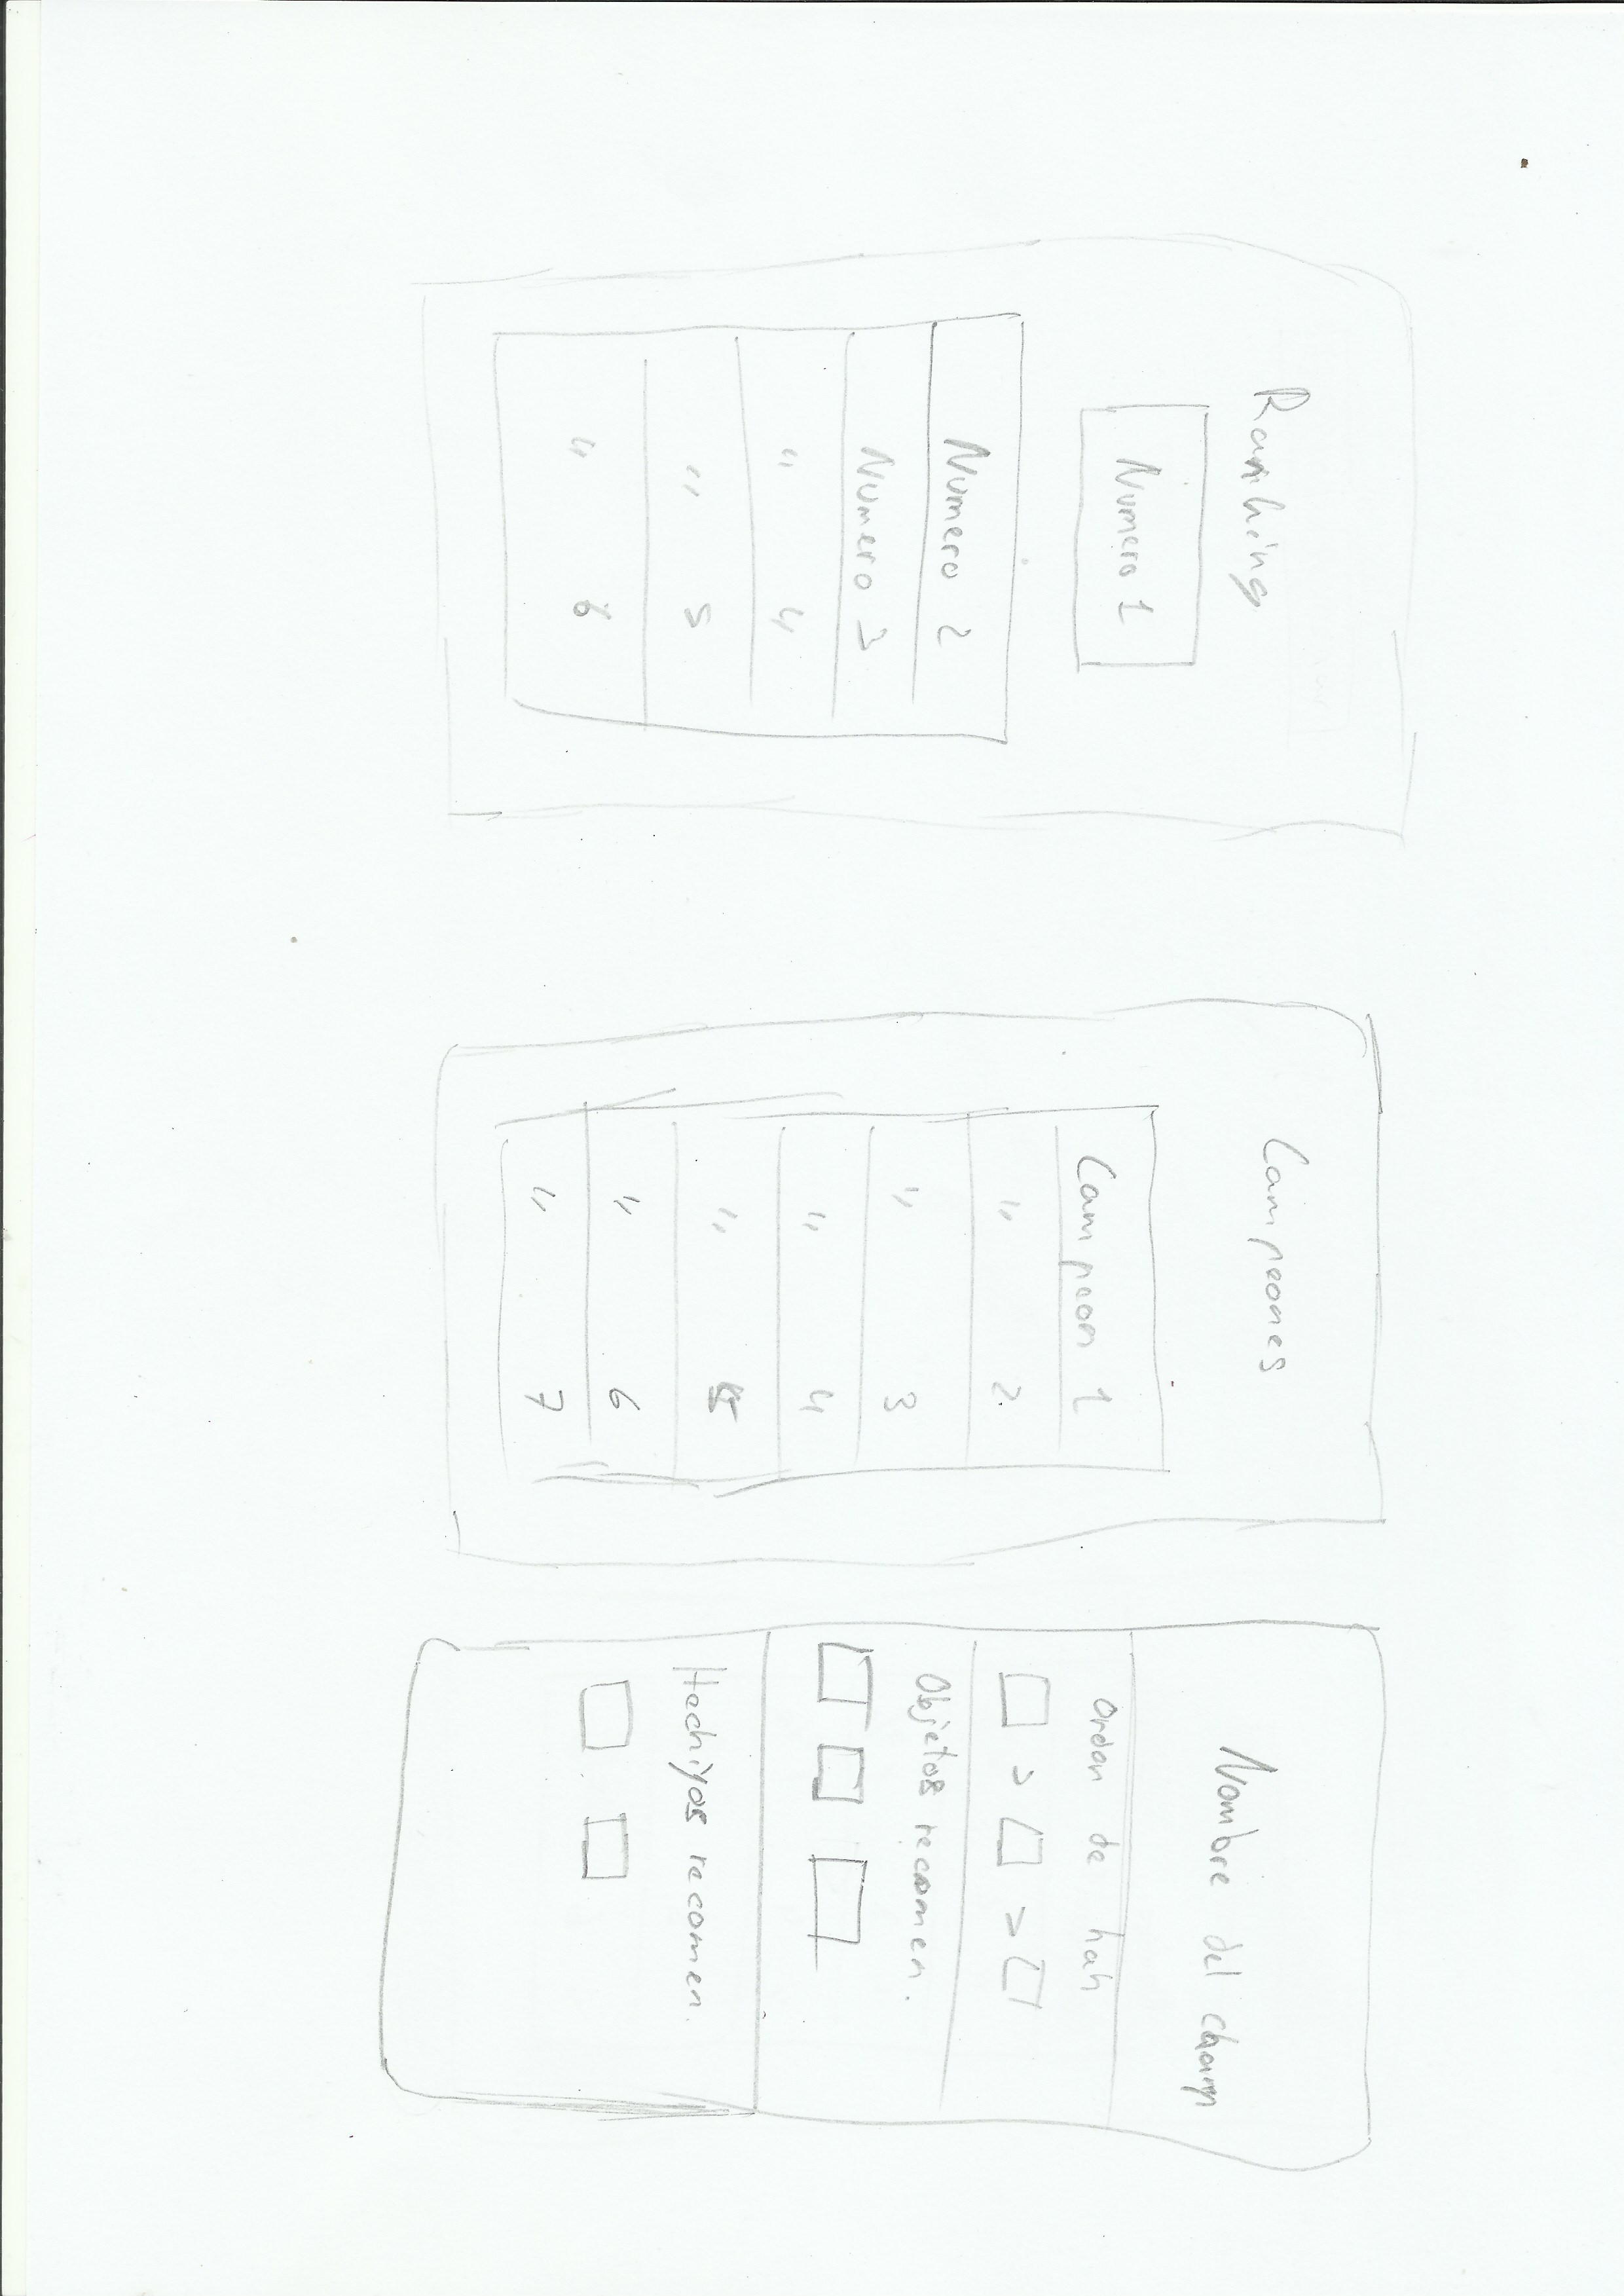 Ranking
Numero 1
Numero 2
Numero 3
" 4
" 5
" 6
Campeones
Campeon 1
" 2
" 3
" 4
" 5
" 6
" 7
Nombre del champ
Orden de hab
> >
Objetos recomen.
Hechizos recomen.